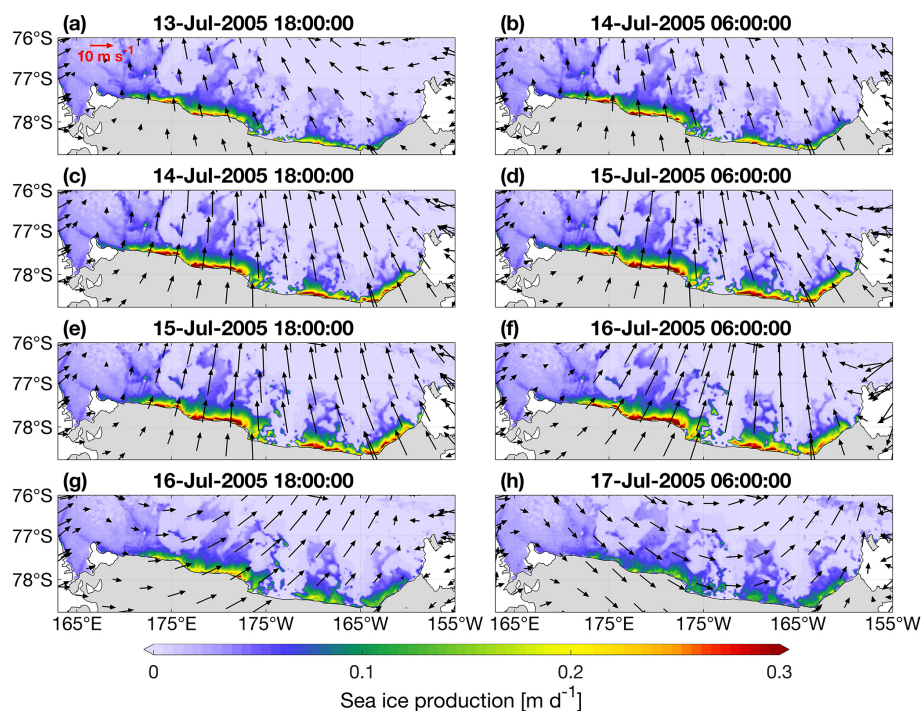 (a) 13-Jul-2005 18:00:00
(b) 14-Jul-2005 06:00:00
76°S
77°S
78°S
10 m s⁻¹
(c) 14-Jul-2005 18:00:00
(d) 15-Jul-2005 06:00:00
76°S
77°S
78°S
(e) 15-Jul-2005 18:00:00
(f) 16-Jul-2005 06:00:00
76°S
77°S
78°S
(g) 16-Jul-2005 18:00:00
(h) 17-Jul-2005 06:00:00
76°S
77°S
78°S
165°E 175°E 175°W 165°W 155°W
165°E 175°E 175°W 165°W 155°W
0 0.1 0.2 0.3
Sea ice production [m d⁻¹]